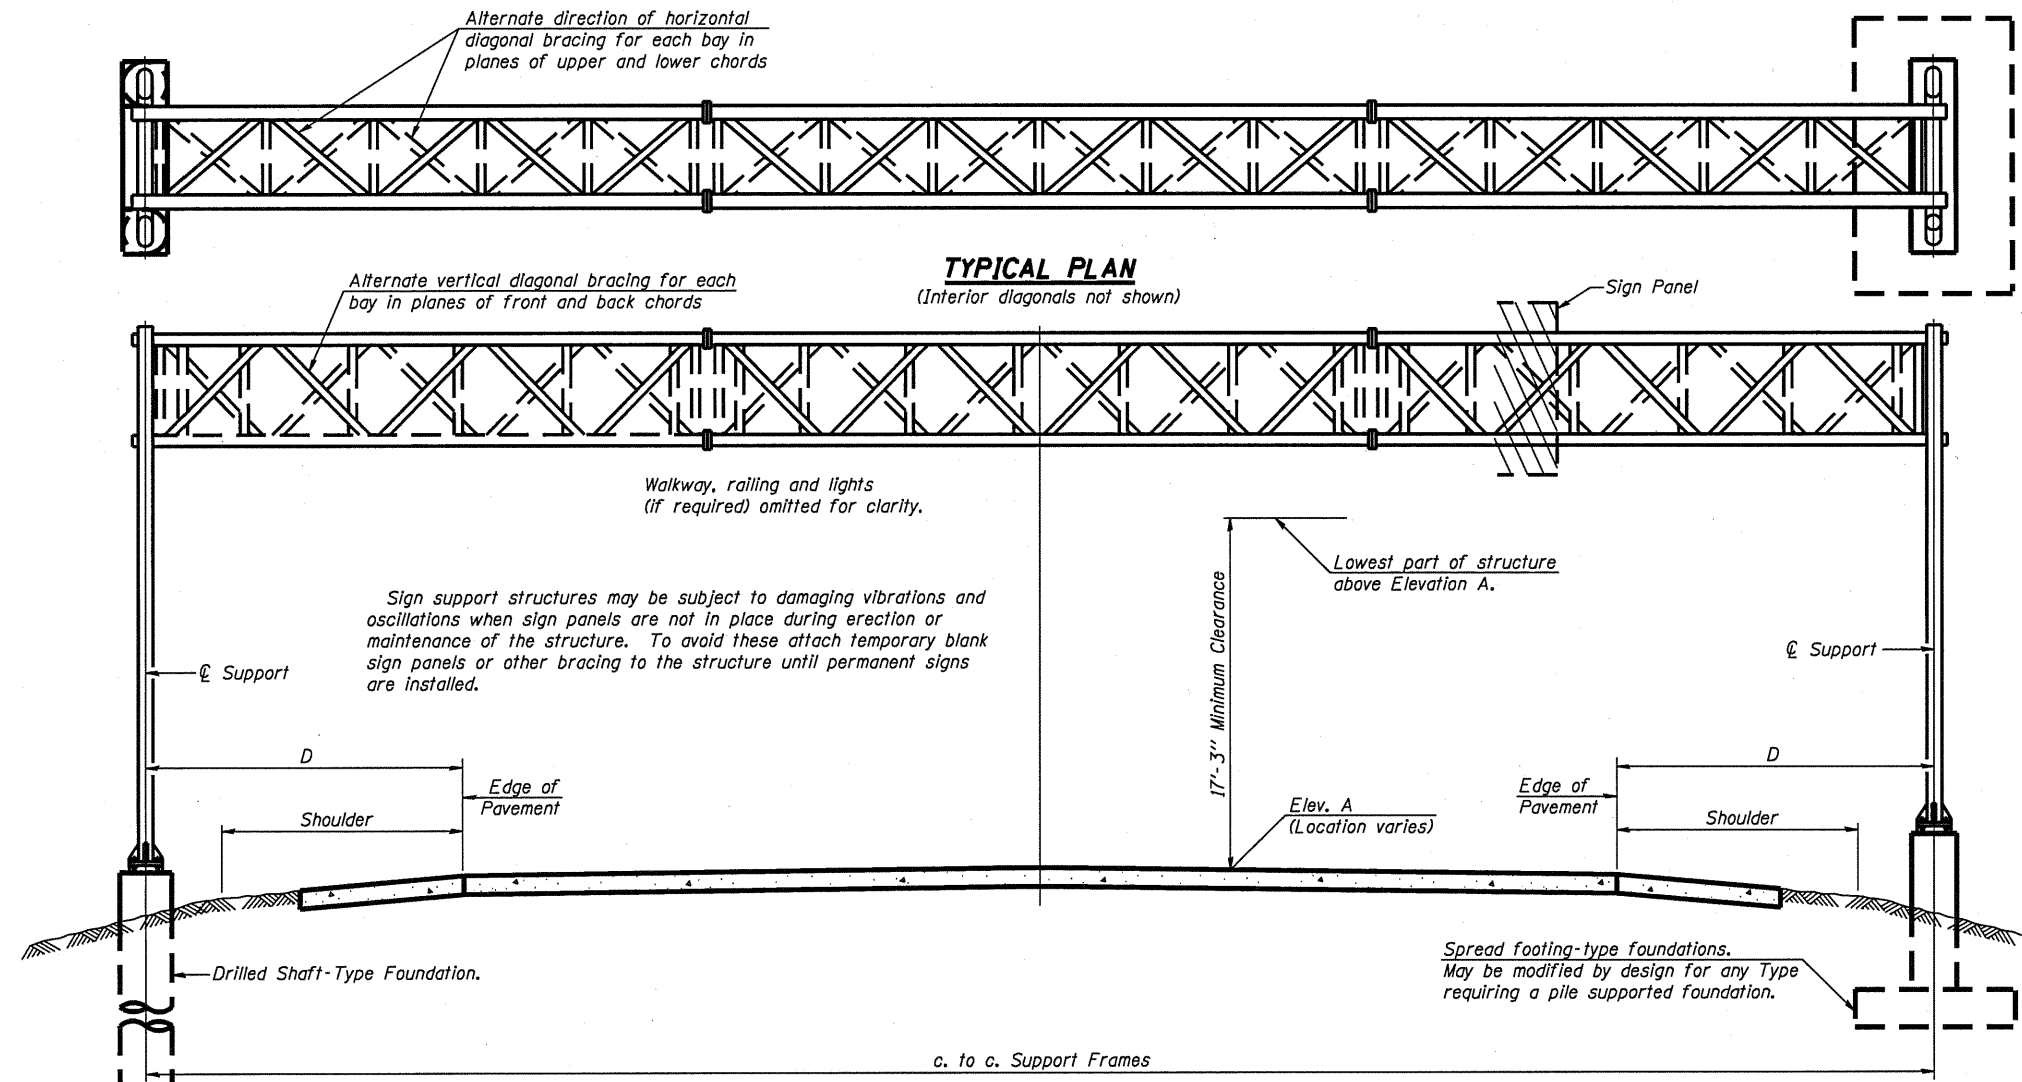 Alternate direction of horizontal
diagonal bracing for each bay in
planes of upper and lower chords
TYPICAL PLAN
(Interior diagonals not shown)
Alternate vertical diagonal bracing for each
bay in planes of front and back chords
Sign Panel
Walkway, railing and lights
(if required) omitted for clarity.
Lowest part of structure
above Elevation A.
17'-3" Minimum Clearance
Sign support structures may be subject to damaging vibrations and
oscillations when sign panels are not in place during erection or
maintenance of the structure. To avoid these attach temporary blank
sign panels or other bracing to the structure until permanent signs
are installed.
℄ Support
℄ Support
D
D
Edge of
Pavement
Edge of
Pavement
Shoulder
Shoulder
Elev. A
(Location varies)
Drilled Shaft-Type Foundation.
Spread footing-type foundations.
May be modified by design for any Type
requiring a pile supported foundation.
c. to c. Support Frames